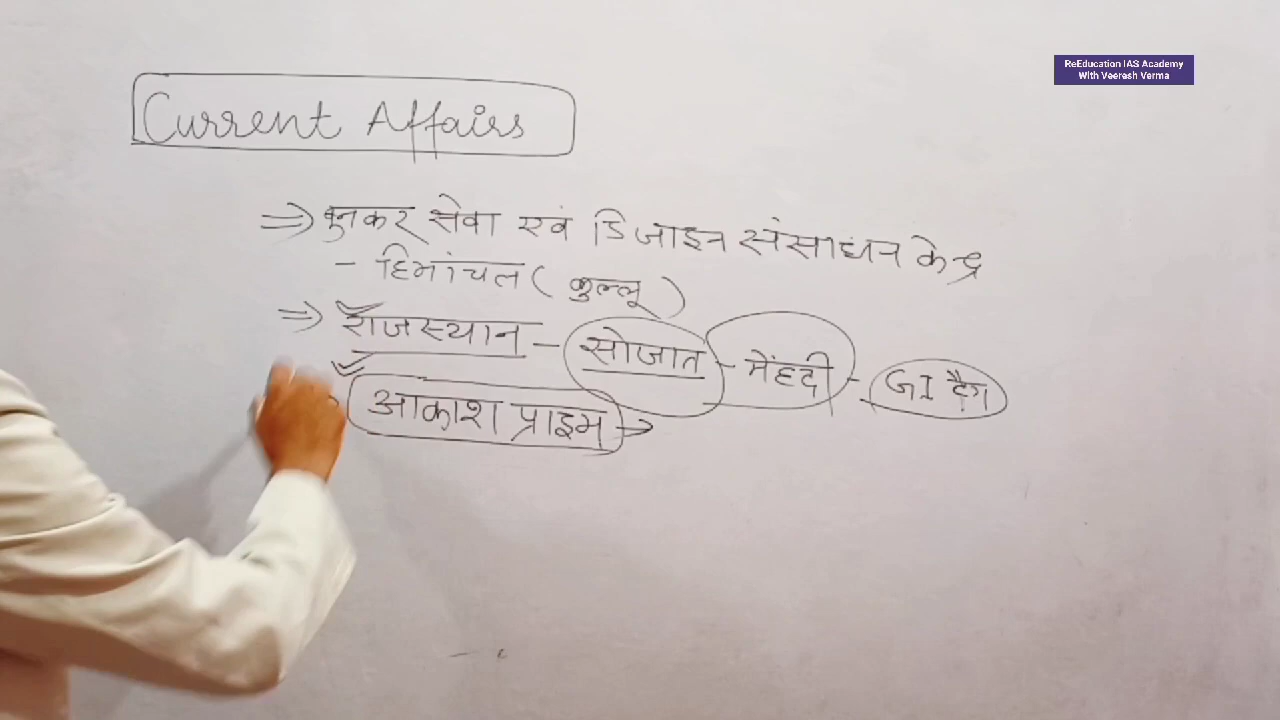 ReEducation IAS Academy
With Veeresh Verma
Current Affairs
⇒ बुनकर सेवा एवं डिजाइन संसाधन केन्द्र
- हिमांचल ( कुल्लू )
⇒ राजस्थान - सोजात - मेंहदी - GI टैग
आकाश प्राइम →